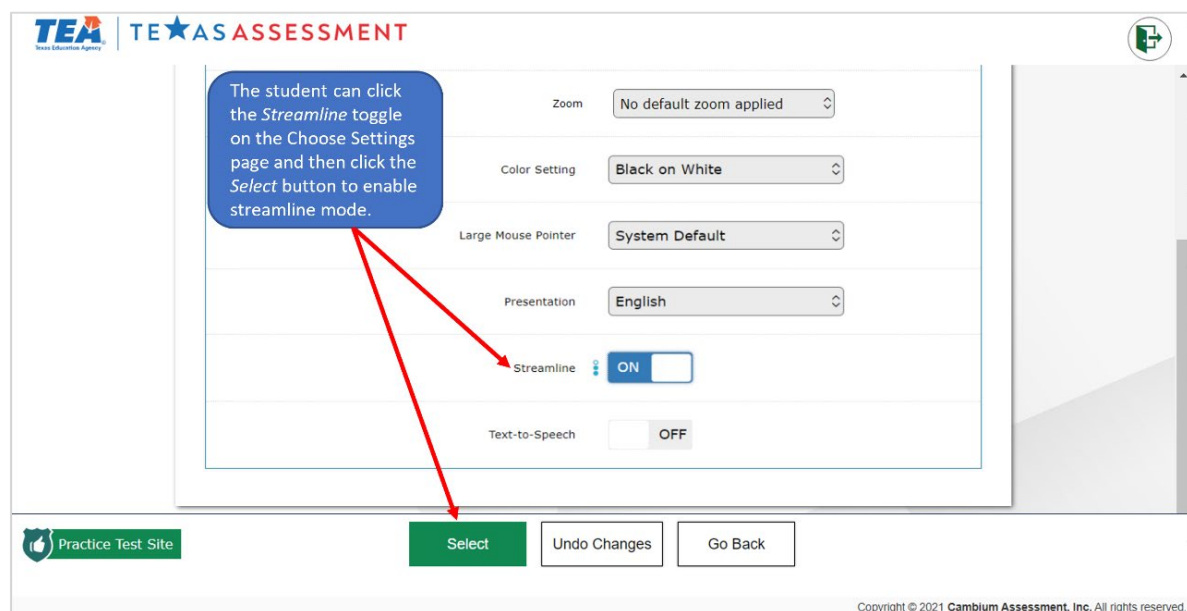 TEA
Texas Education Agency
TEXAS ASSESSMENT
The student can click
the Streamline toggle
on the Choose Settings
page and then click the
Select button to enable
streamline mode.
Zoom No default zoom applied
Color Setting Black on White
Large Mouse Pointer System Default
Presentation English
Streamline ON
Text-to-Speech OFF
Practice Test Site
Select Undo Changes Go Back
Copyright © 2021 Cambium Assessment, Inc. All rights reserved.